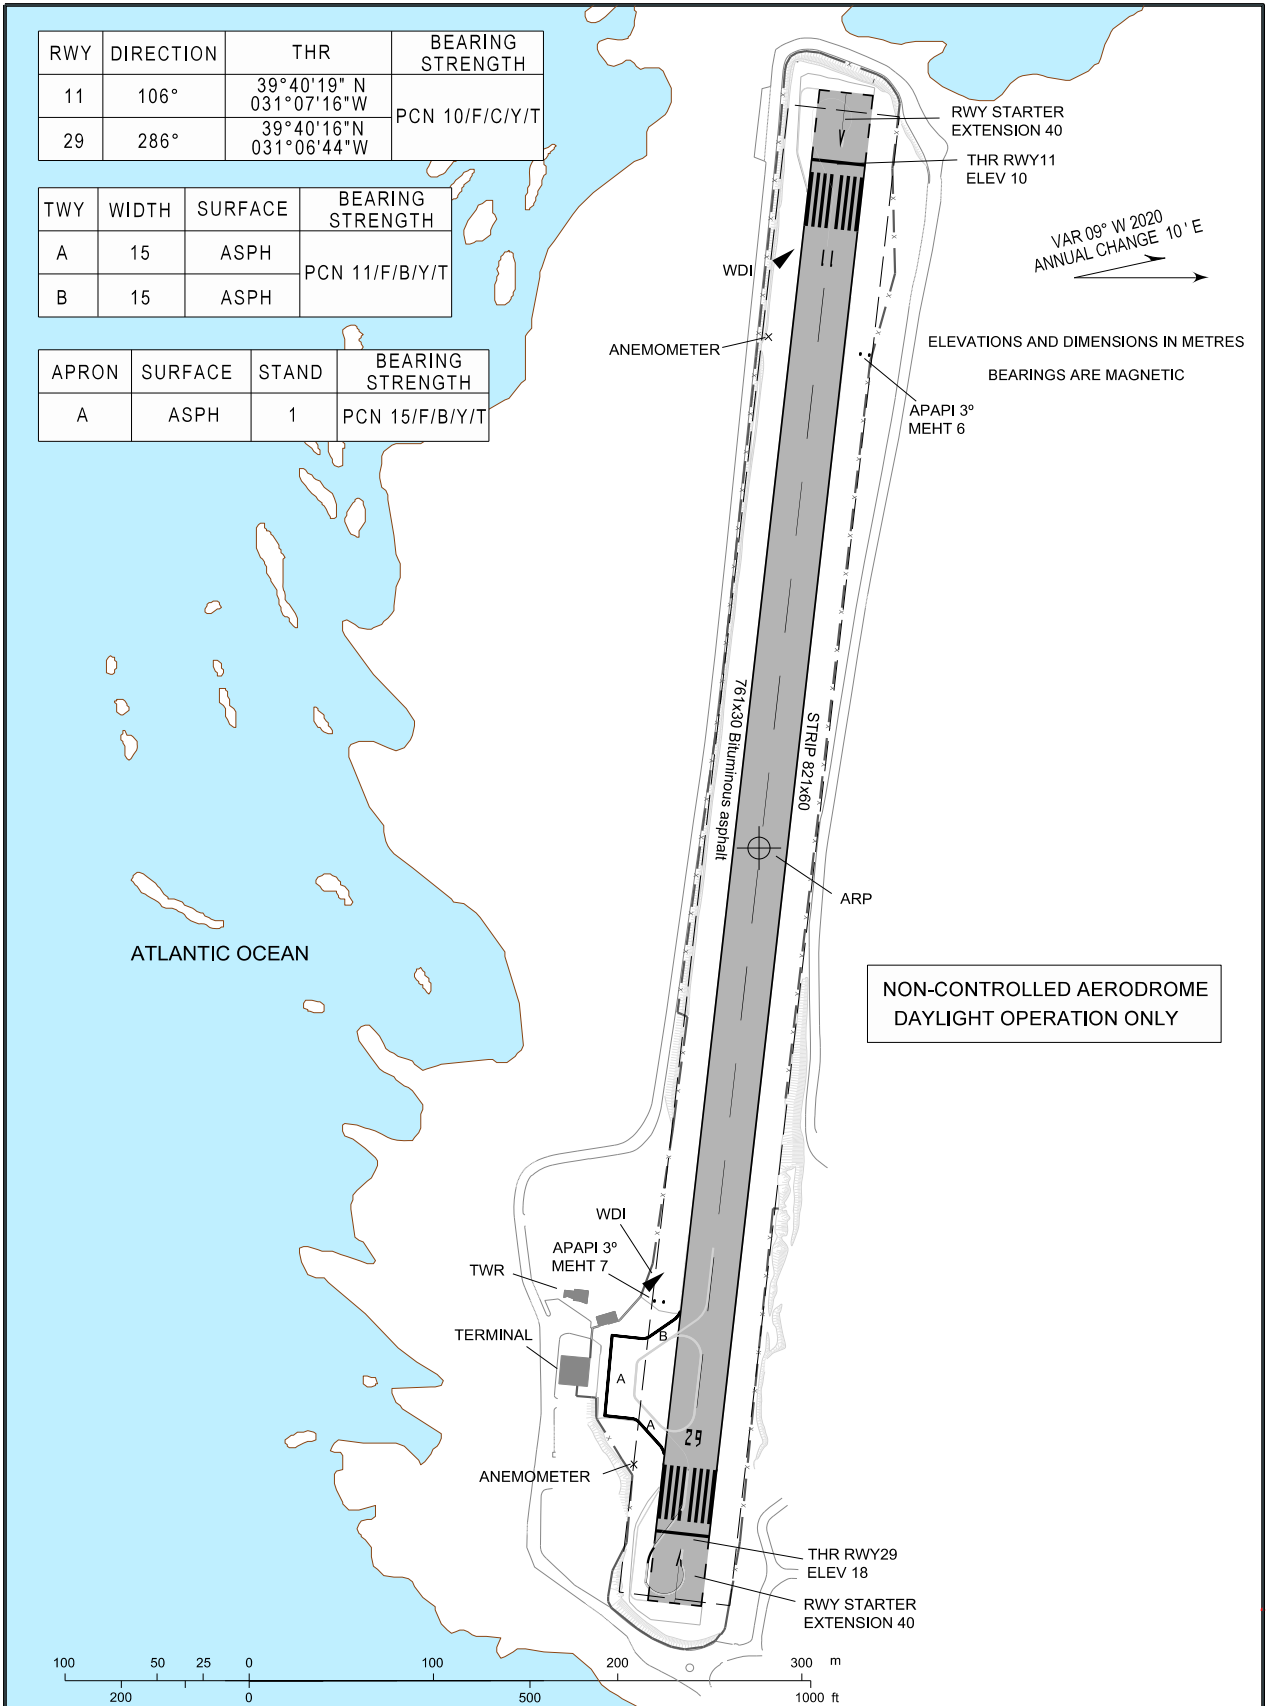 RWY DIRECTION THR BEARING STRENGTH
11 106° 39°40'19" N 031°07'16"W PCN 10/F/C/Y/T
29 286° 39°40'16"N 031°06'44"W
TWY WIDTH SURFACE BEARING STRENGTH
A 15 ASPH PCN 11/F/B/Y/T
B 15 ASPH
APRON SURFACE STAND BEARING STRENGTH
A ASPH 1 PCN 15/F/B/Y/T
RWY STARTER
EXTENSION 40
THR RWY11
ELEV 10
VAR 09° W 2020
ANNUAL CHANGE 10 ' E
WDI
11
ANEMOMETER
ELEVATIONS AND DIMENSIONS IN METRES
BEARINGS ARE MAGNETIC
APAPI 3º
MEHT 6
761x30 Bituminous asphalt
STRIP 821x60
ARP
ATLANTIC OCEAN
NON-CONTROLLED AERODROME
DAYLIGHT OPERATION ONLY
WDI
APAPI 3º
MEHT 7
TWR
TERMINAL
B
A
A
29
ANEMOMETER
THR RWY29
ELEV 18
RWY STARTER
EXTENSION 40
100 50 25 0 100 200 300 m
200 0 500 1000 ft